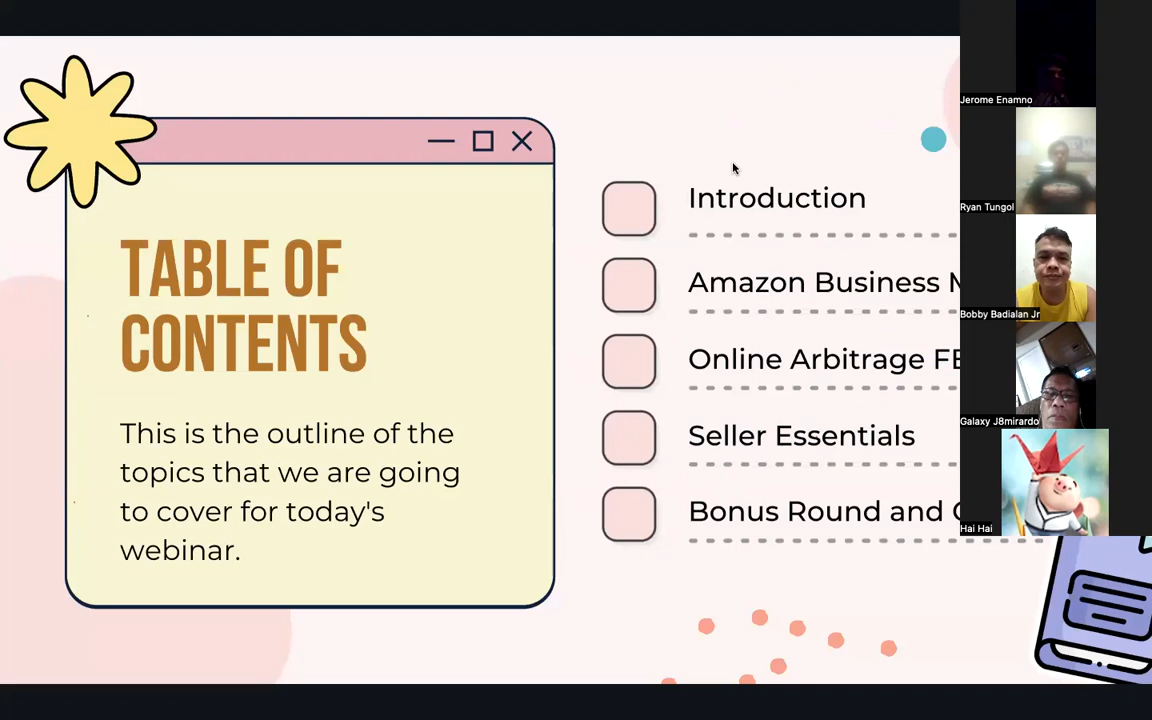 TABLE OF
CONTENTS
This is the outline of the
topics that we are going
to cover for today's
webinar.
Introduction
Amazon Business
Online Arbitrage
Seller Essentials
Bonus Round and
Jerome Enamno
Ryan Tungol
Bobby Badialan Jr
Galaxy J8mirardo
Hai Hai